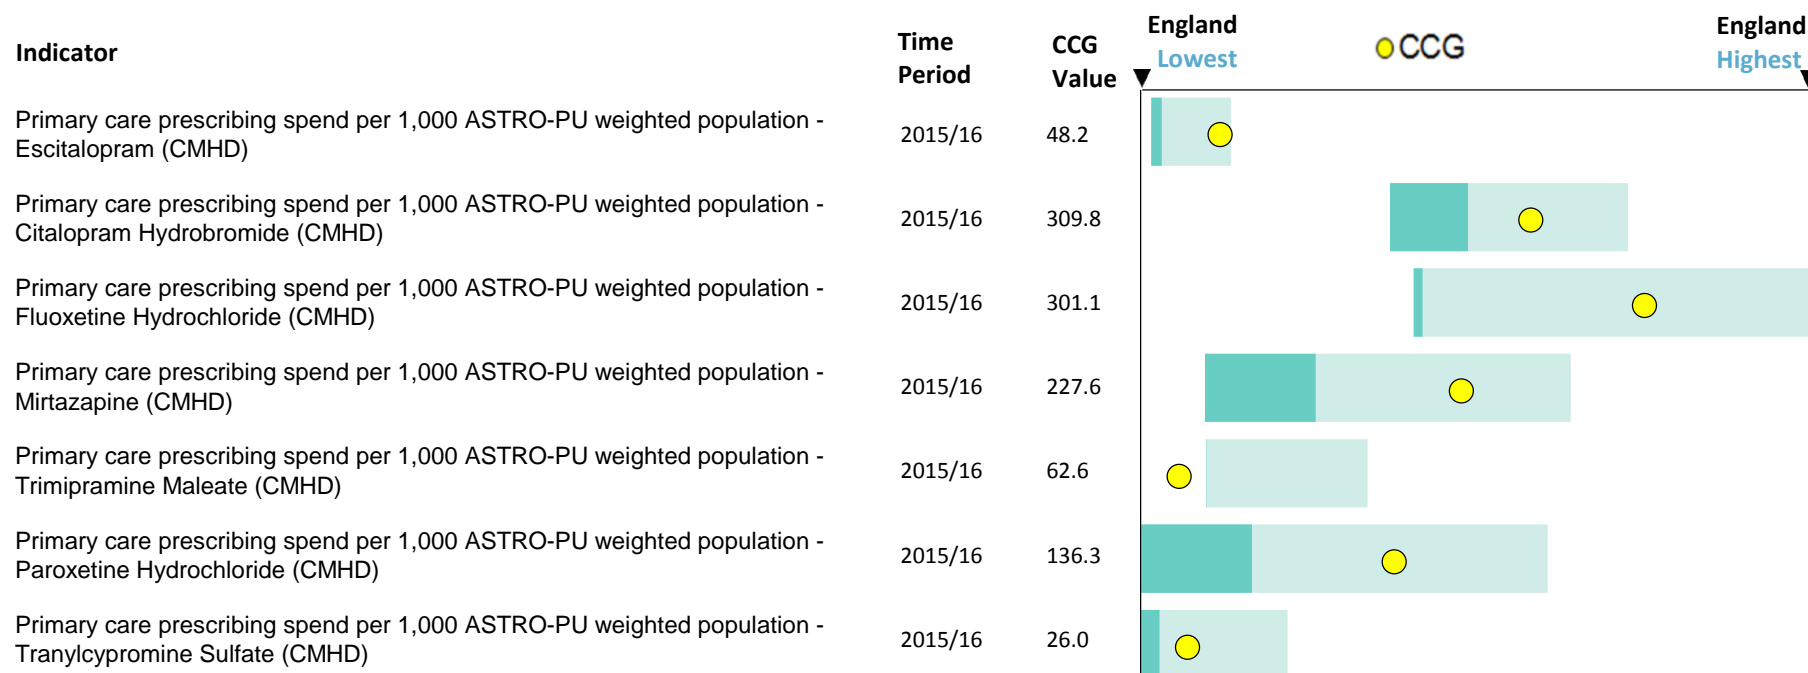 Indicator
Time
Period
CCG
Value
England
Lowest
CCG
England
Highest
Primary care prescribing spend per 1,000 ASTRO-PU weighted population -
Escitalopram (CMHD)
2015/16
48.2
Primary care prescribing spend per 1,000 ASTRO-PU weighted population -
Citalopram Hydrobromide (CMHD)
2015/16
309.8
Primary care prescribing spend per 1,000 ASTRO-PU weighted population -
Fluoxetine Hydrochloride (CMHD)
2015/16
301.1
Primary care prescribing spend per 1,000 ASTRO-PU weighted population -
Mirtazapine (CMHD)
2015/16
227.6
Primary care prescribing spend per 1,000 ASTRO-PU weighted population -
Trimipramine Maleate (CMHD)
2015/16
62.6
Primary care prescribing spend per 1,000 ASTRO-PU weighted population -
Paroxetine Hydrochloride (CMHD)
2015/16
136.3
Primary care prescribing spend per 1,000 ASTRO-PU weighted population -
Tranylcypromine Sulfate (CMHD)
2015/16
26.0